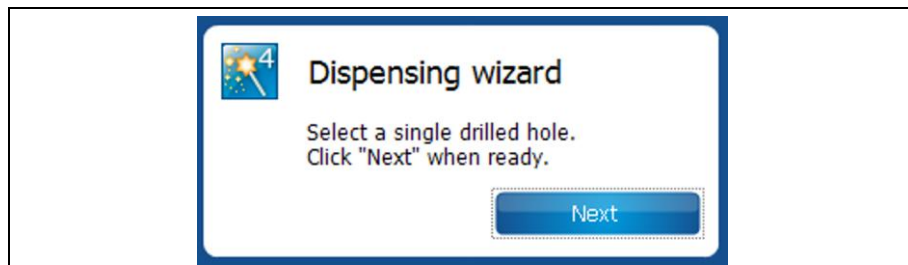 4
Dispensing wizard
Select a single drilled hole.
Click "Next" when ready.
Next